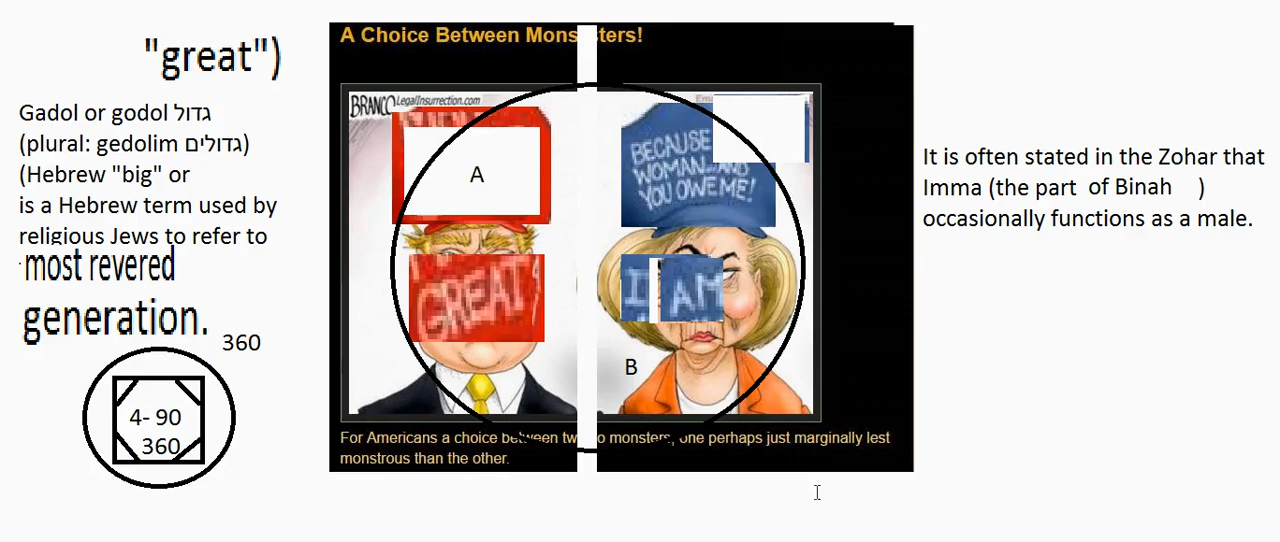 "great")
Gadol or godol גדול
(plural: gedolim גדולים)
(Hebrew "big" or
is a Hebrew term used by
religious Jews to refer to
most revered
generation.
360
4- 90
360
A Choice Between Mons sters!
BRANCO LegalInsurrection.com
A
GREAT
BECAUSE
WOMAN...AND
YOU OWE ME!
I AM
B
For Americans a choice between tw o monsters, one perhaps just marginally lest
monstrous than the other.
It is often stated in the Zohar that
Imma (the part of Binah )
occasionally functions as a male.